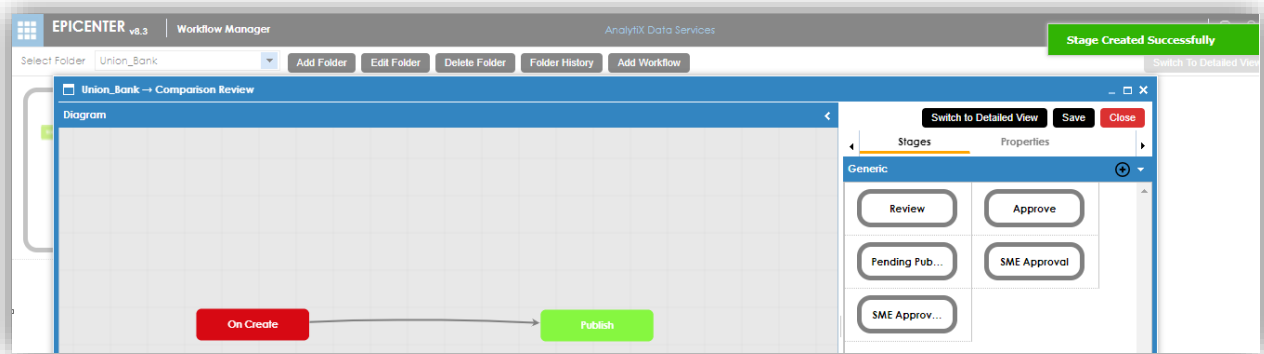 EPICENTER v8.3 Workflow Manager AnalytiX Data Services
Stage Created Successfully
Select Folder Union_Bank Add Folder Edit Folder Delete Folder Folder History Add Workflow Switch To Detailed View
Union_Bank → Comparison Review
Diagram
Switch to Detailed View Save Close
Stages Properties
Generic
Review Approve
Pending Pub... SME Approval
SME Approv...
On Create Publish